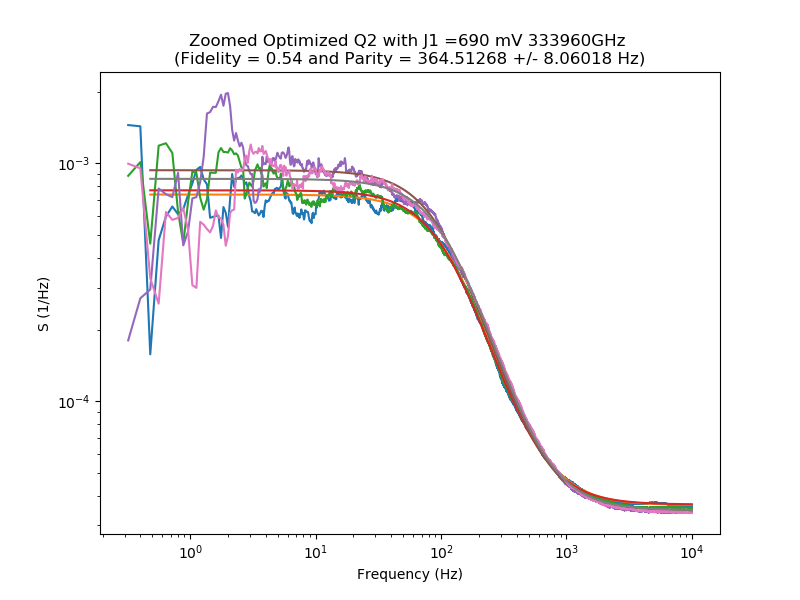 Zoomed Optimized Q2 with J1 =690 mV 333960GHz
(Fidelity = 0.54 and Parity = 364.51268 +/- 8.06018 Hz)
10⁻³
S (1/Hz)
10⁻⁴
10⁰ 10¹ 10² 10³ 10⁴
Frequency (Hz)